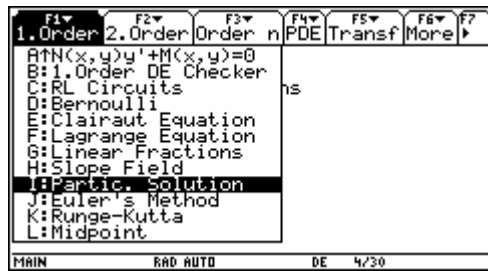 F1▼ F2▼ F3▼ F4▼ F5▼ F6▼ F7
1.Order 2.Order Order n PDE Transf More ▶
A↑N(x,y)y'+M(x,y)=0
B:1.Order DE Checker
C:RL Circuits ns
D:Bernoulli
E:Clairaut Equation
F:Lagrange Equation
G:Linear Fractions
H:Slope Field
I:Partic. Solution
J:Euler's Method
K:Runge-Kutta
L:Midpoint
MAIN RAD AUTO DE 4/30